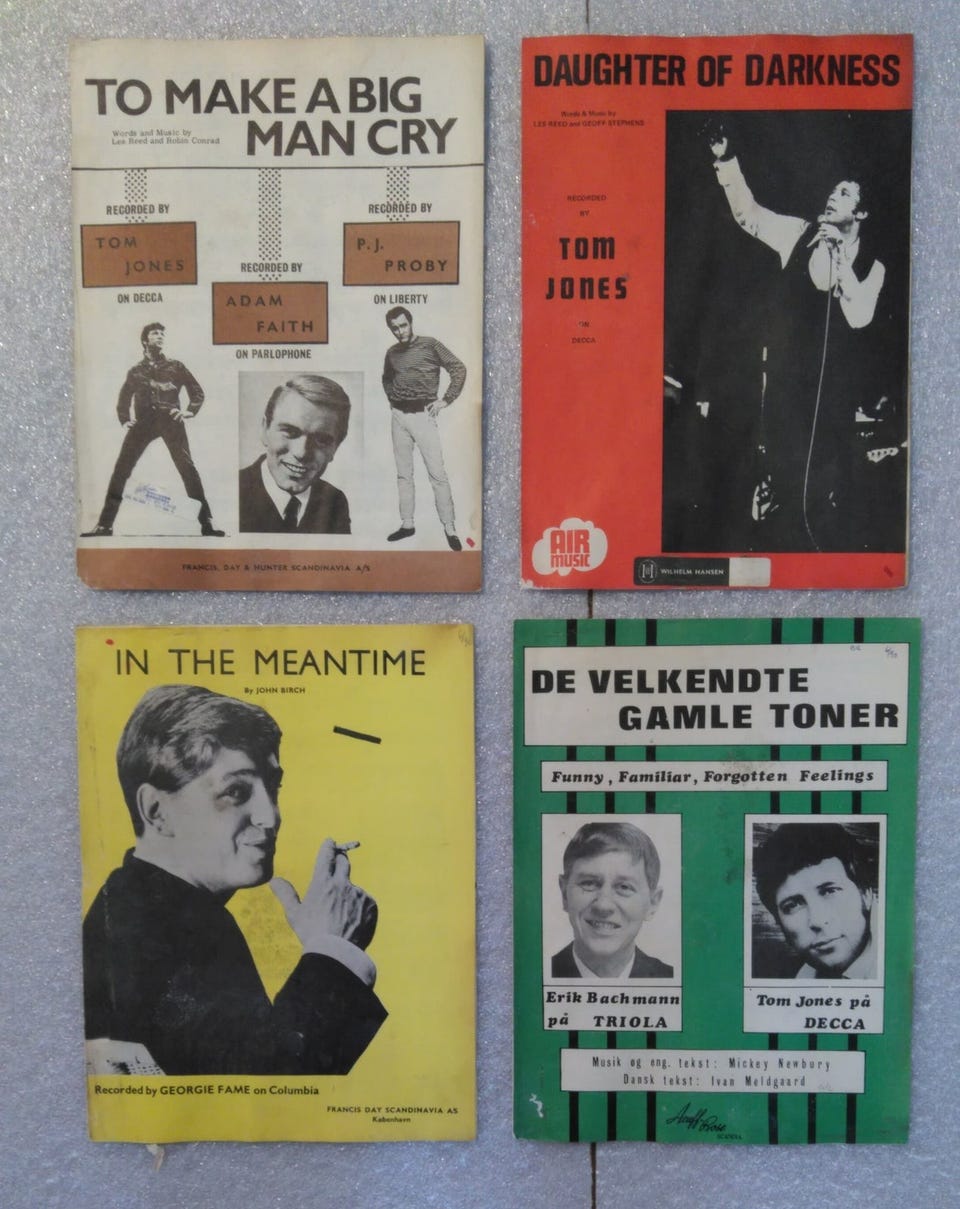 TO MAKE A BIG
MAN CRY
Words and Music by
Les Reed and Robin Conrad
RECORDED BY
TOM
JONES
ON DECCA
RECORDED BY
ADAM
FAITH
ON PARLOPHONE
RECORDED BY
P.J.
PROBY
ON LIBERTY
FRANCIS, DAY & HUNTER SCANDINAVIA A/S
DAUGHTER OF DARKNESS
Words & Music by
LES REED and GEOFF STEPHENS
RECORDED
BY
TOM
JONES
ON
DECCA
AIR
MUSIC
WILHELM HANSEN
IN THE MEANTIME
By JOHN BIRCH
Recorded by GEORGIE FAME on Columbia
FRANCIS DAY SCANDINAVIA AS
København
DE VELKENDTE
GAMLE TONER
Funny, Familiar, Forgotten Feelings
Erik Bachmann
på TRIOLA
Tom Jones på
DECCA
Musik og eng. tekst: Mickey Newbury
Dansk tekst: Ivan Meldgaard
Acuff-Rose
SCANDIA